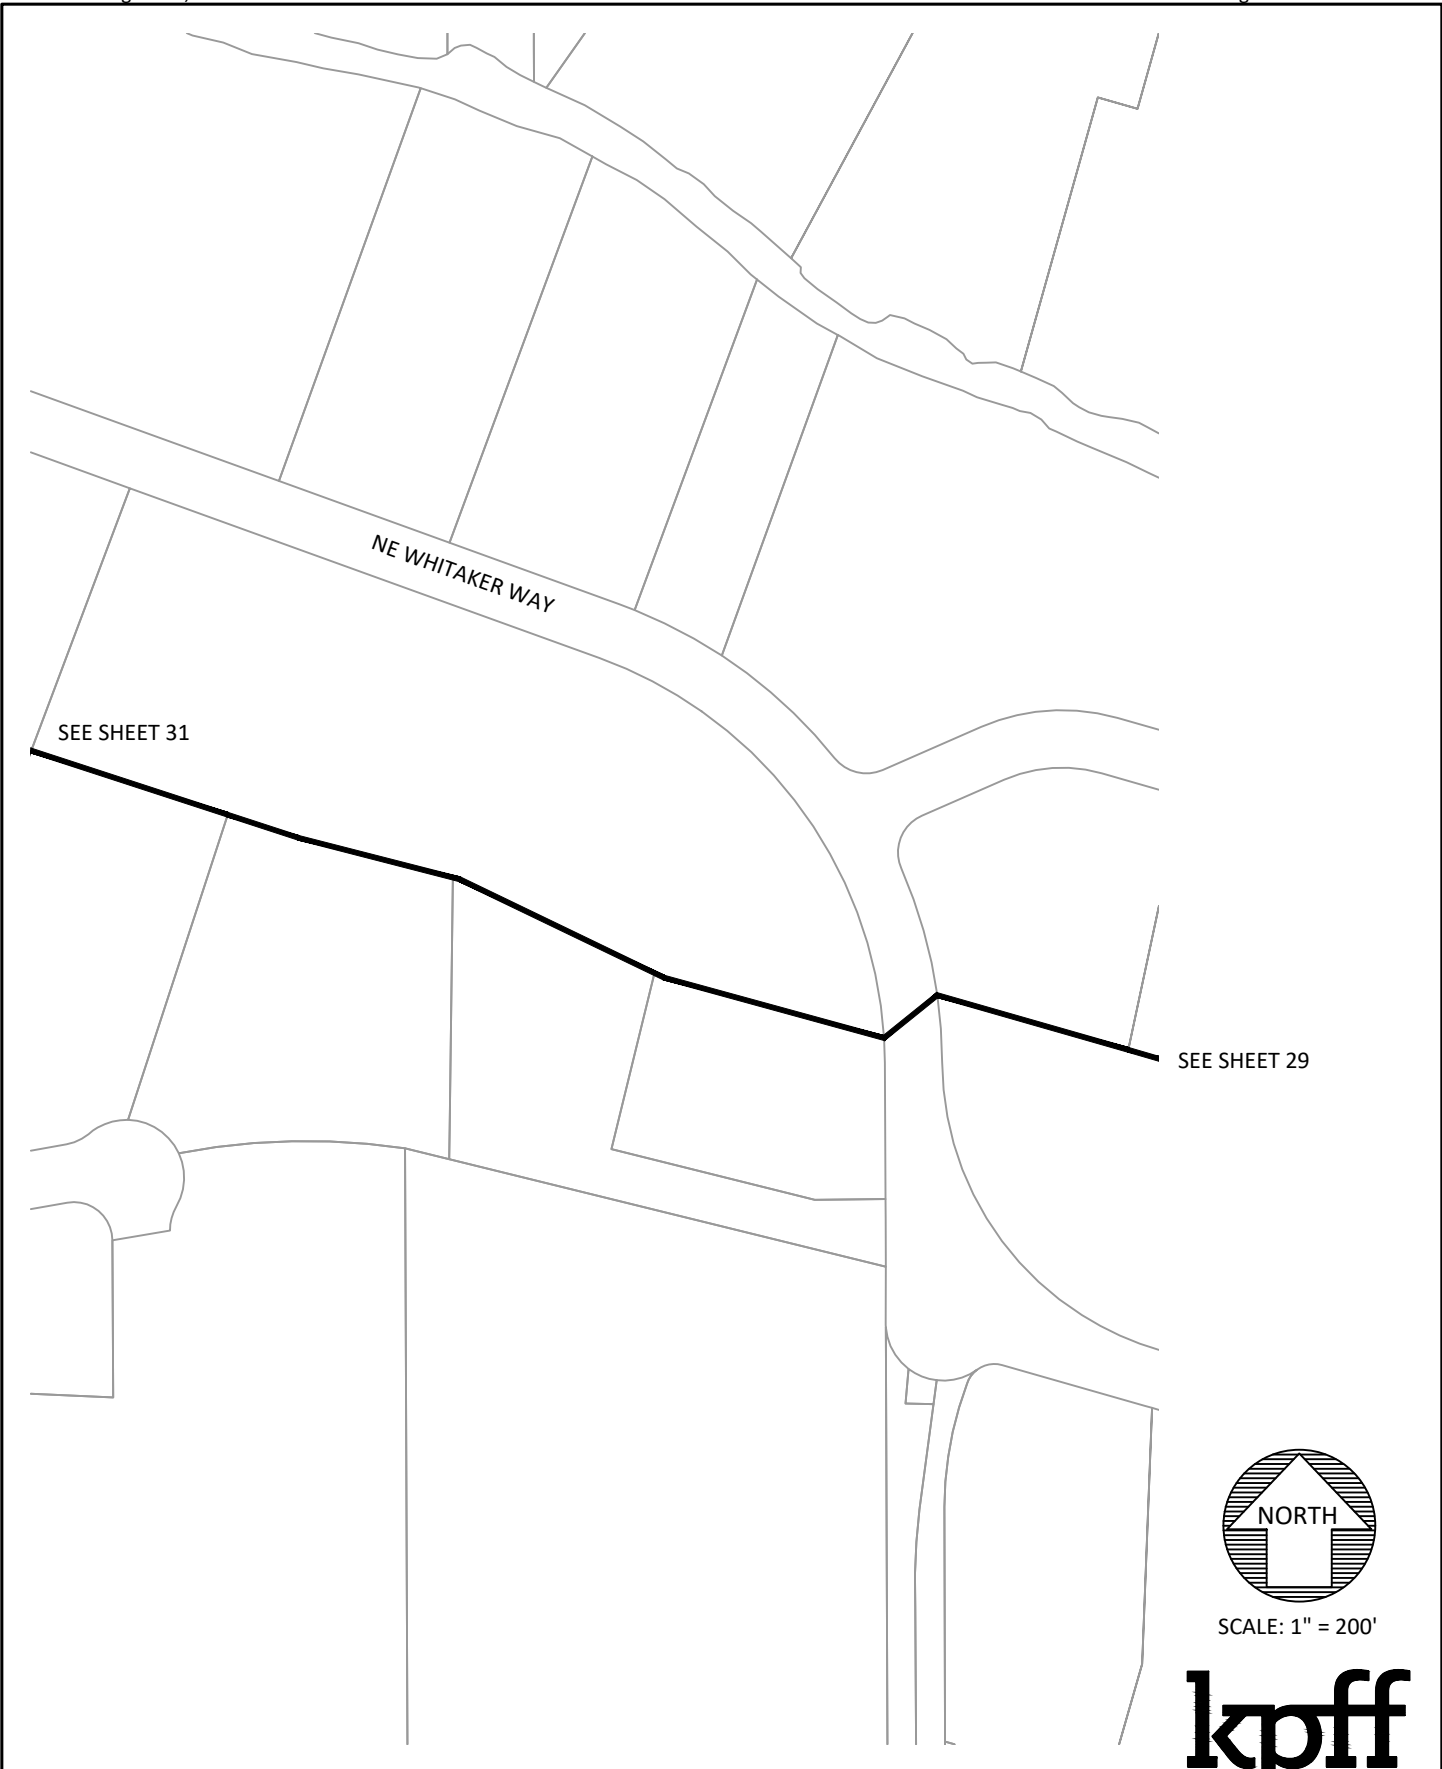 NE WHITAKER WAY
SEE SHEET 31
SEE SHEET 29
NORTH
SCALE: 1" = 200'
kpff